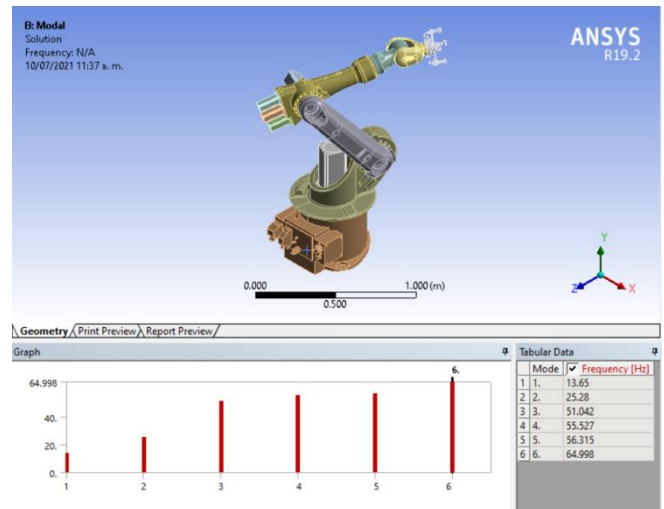 B: Modal
Solution
Frequency: N/A
10/07/2021 11:37 a. m.
ANSYS
R19.2
Y
Z
X
0.000
1.000 (m)
0.500
Geometry Print Preview Report Preview
Graph
Tabular Data
6.
64.998
40.
20.
0.
1 2 3 4 5 6
Mode Frequency [Hz]
1 1. 13.65
2 2. 25.28
3 3. 51.042
4 4. 55.527
5 5. 56.315
6 6. 64.998